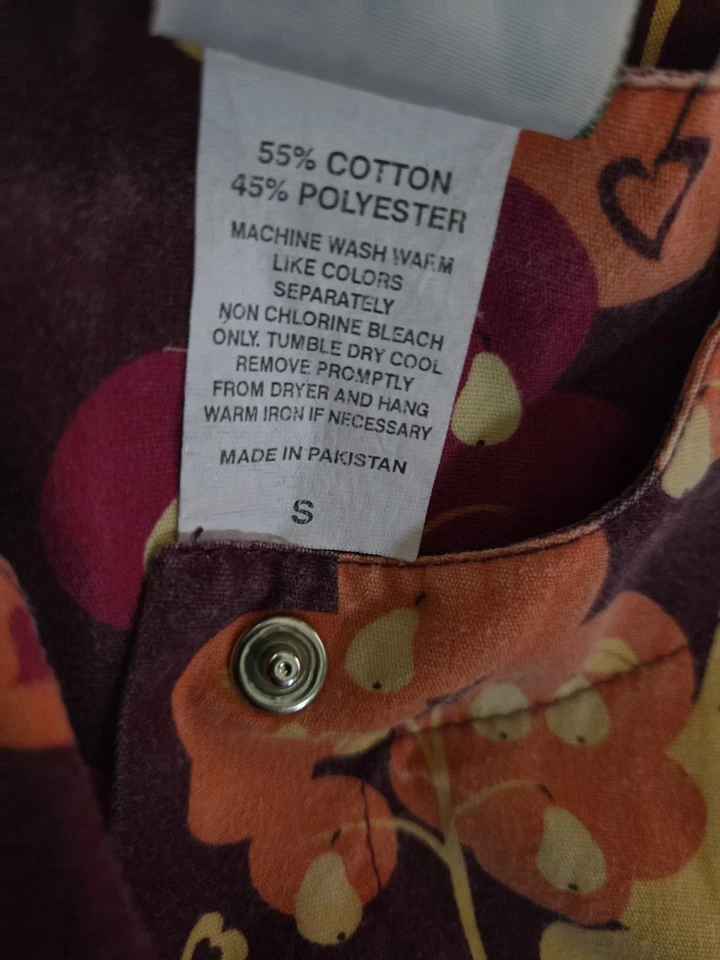 55% COTTON
45% POLYESTER
MACHINE WASH WARM
LIKE COLORS
SEPARATELY
NON CHLORINE BLEACH
ONLY. TUMBLE DRY COOL
REMOVE PROMPTLY
FROM DRYER AND HANG
WARM IRON IF NECESSARY
MADE IN PAKISTAN
S